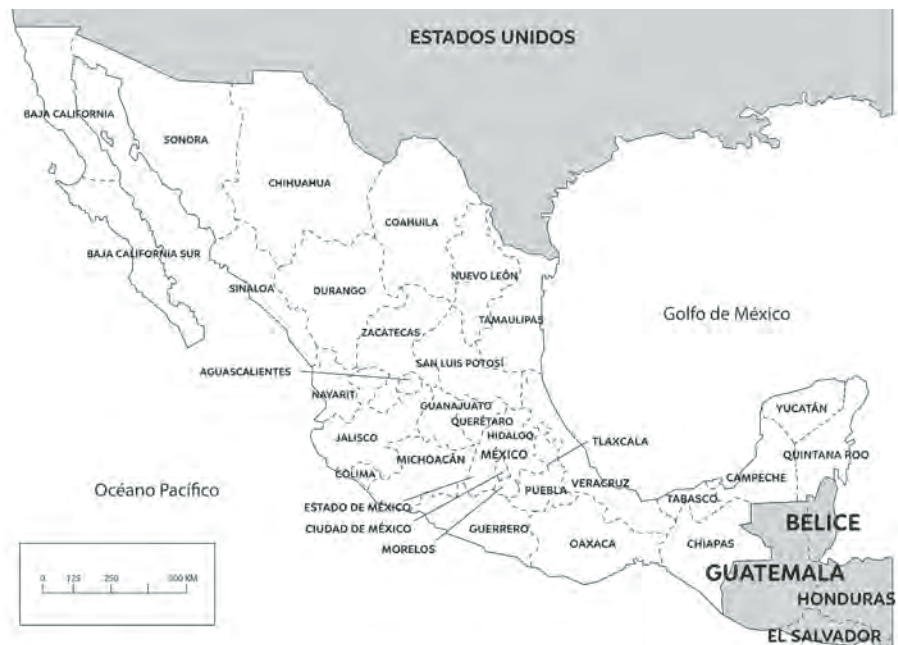 ESTADOS UNIDOS
BAJA CALIFORNIA
SONORA
CHIHUAHUA
COAHUILA
BAJA CALIFORNIA SUR
SINALOA
DURANGO
NUEVO LEÓN
Golfo de México
TAMAULIPAS
ZACATECAS
SAN LUIS POTOSÍ
AGUASCALIENTES
NAYARIT
GUANAJUATO
QUERÉTARO
HIDALGO
TLAXCALA
YUCATÁN
JALISCO
MICHOACÁN
MÉXICO
QUINTANA ROO
COLIMA
PUEBLA
VERACRUZ
CAMPECHE
Océano Pacífico
TABASCO
ESTADO DE MÉXICO
CIUDAD DE MÉXICO
MORELOS
GUERRERO
OAXACA
CHIAPAS
BELICE
GUATEMALA
HONDURAS
EL SALVADOR
0 125 250 500 KM